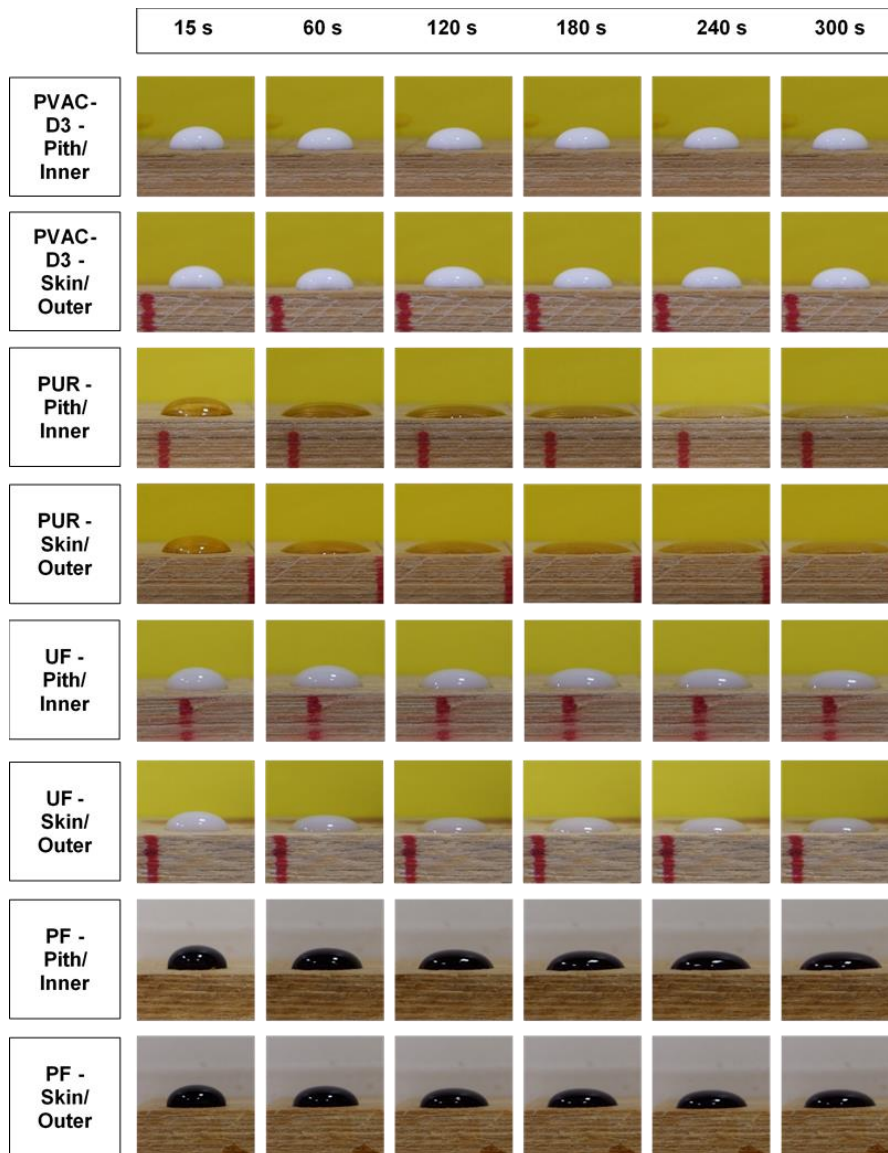 15 s 60 s 120 s 180 s 240 s 300 s
PVAC-
D3 -
Pith/
Inner
PVAC-
D3 -
Skin/
Outer
PUR -
Pith/
Inner
PUR -
Skin/
Outer
UF -
Pith/
Inner
UF -
Skin/
Outer
PF -
Pith/
Inner
PF -
Skin/
Outer